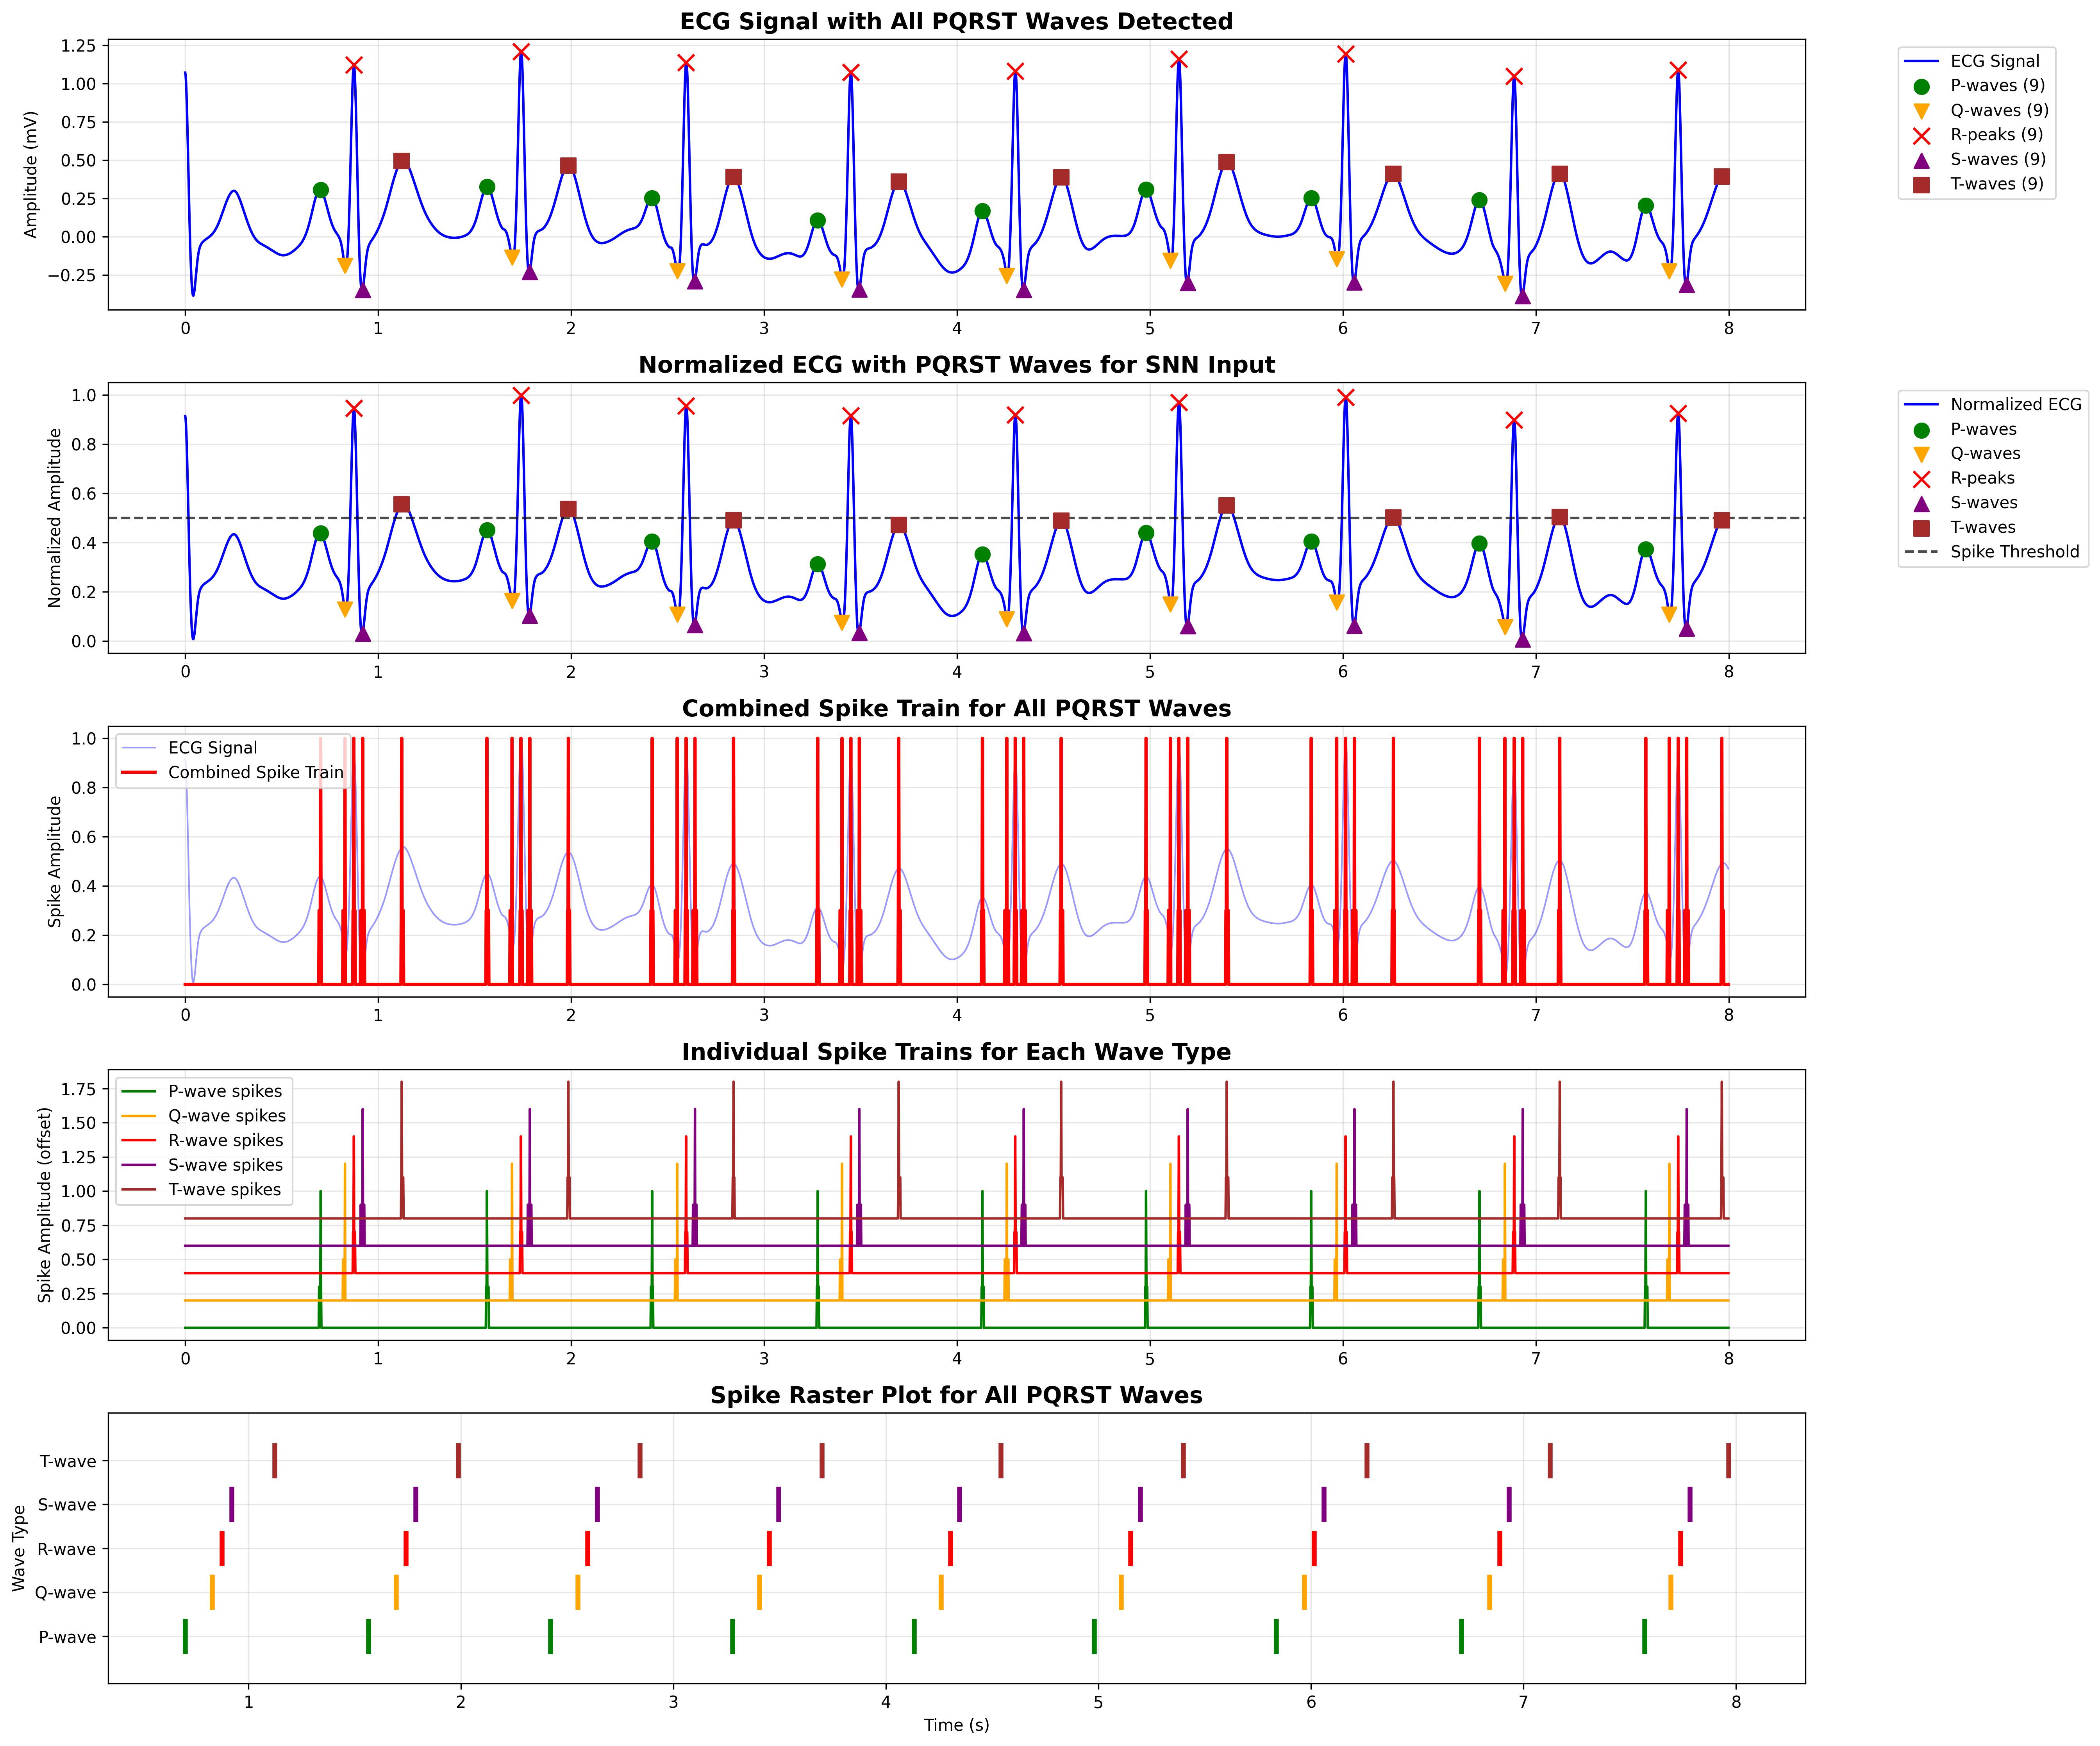 ECG Signal with All PQRST Waves Detected
Amplitude (mV)
1.25
1.00
0.75
0.50
0.25
0.00
−0.25
0 1 2 3 4 5 6 7 8
ECG Signal
P-waves (9)
Q-waves (9)
R-peaks (9)
S-waves (9)
T-waves (9)
Normalized ECG with PQRST Waves for SNN Input
Normalized Amplitude
1.0
0.8
0.6
0.4
0.2
0.0
0 1 2 3 4 5 6 7 8
Normalized ECG
P-waves
Q-waves
R-peaks
S-waves
T-waves
Spike Threshold
Combined Spike Train for All PQRST Waves
Spike Amplitude
1.0
0.8
0.6
0.4
0.2
0.0
ECG Signal
Combined Spike Train
0 1 2 3 4 5 6 7 8
Individual Spike Trains for Each Wave Type
Spike Amplitude (offset)
1.75
1.50
1.25
1.00
0.75
0.50
0.25
0.00
P-wave spikes
Q-wave spikes
R-wave spikes
S-wave spikes
T-wave spikes
0 1 2 3 4 5 6 7 8
Spike Raster Plot for All PQRST Waves
Wave Type
T-wave
S-wave
R-wave
Q-wave
P-wave
1 2 3 4 5 6 7 8
Time (s)